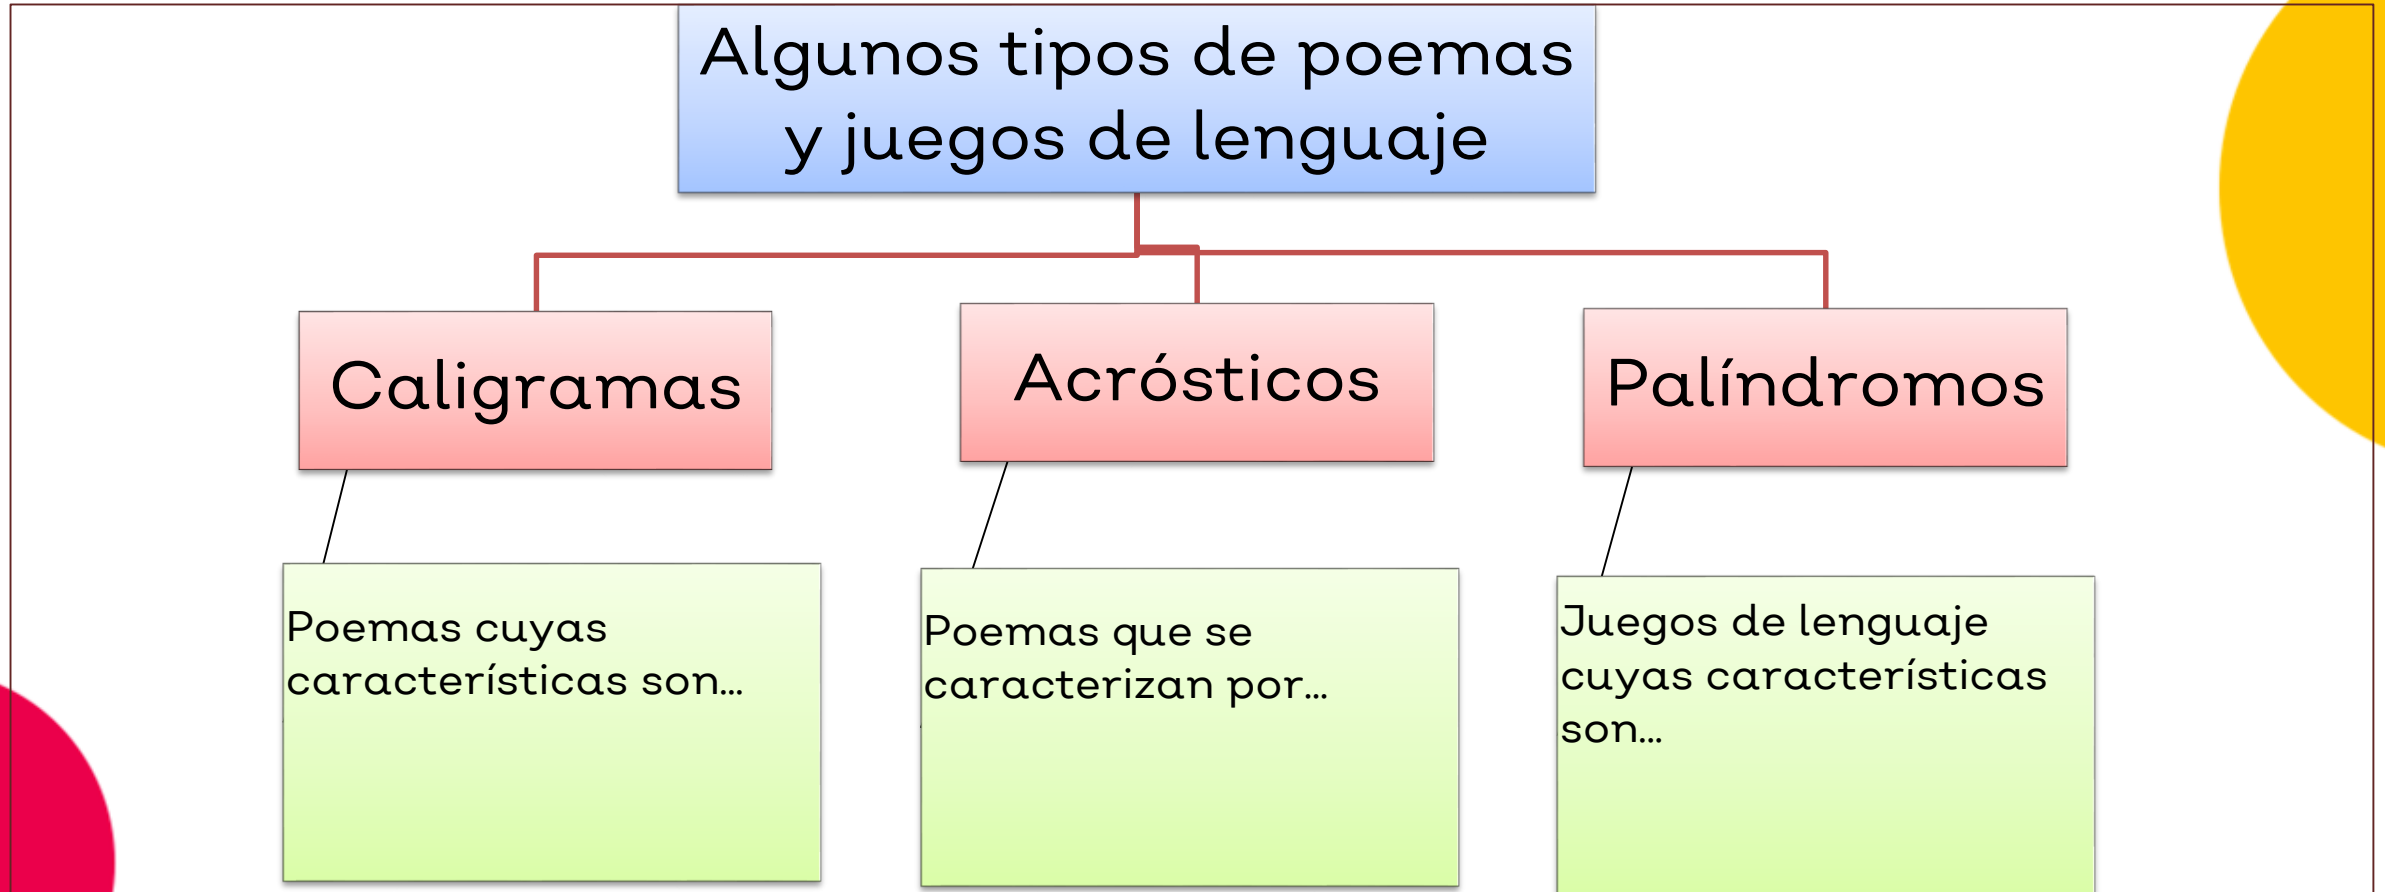 Algunos tipos de poemas
y juegos de lenguaje
Caligramas
Acrósticos
Palíndromos
Poemas cuyas
características son...
Poemas que se
caracterizan por...
Juegos de lenguaje
cuyas características
son...